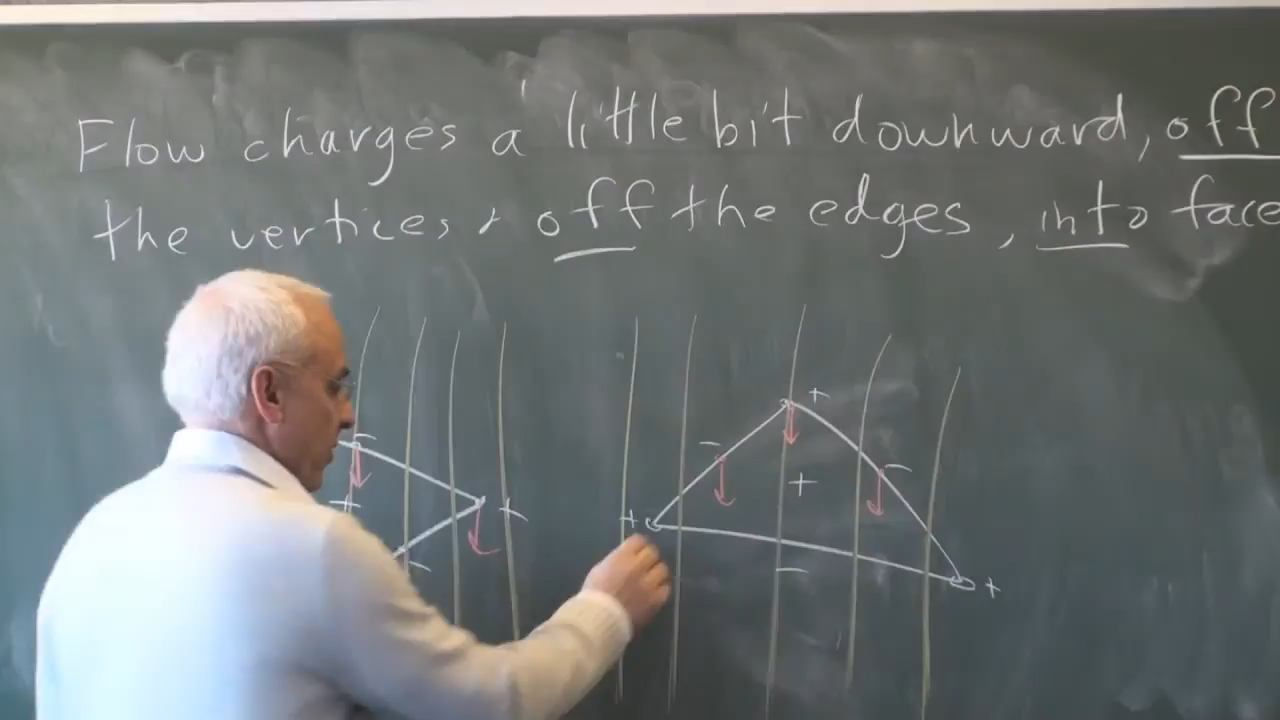 Flow charges a little bit downward, off
the vertices, + off the edges, into face
- + - + + - + - + - +